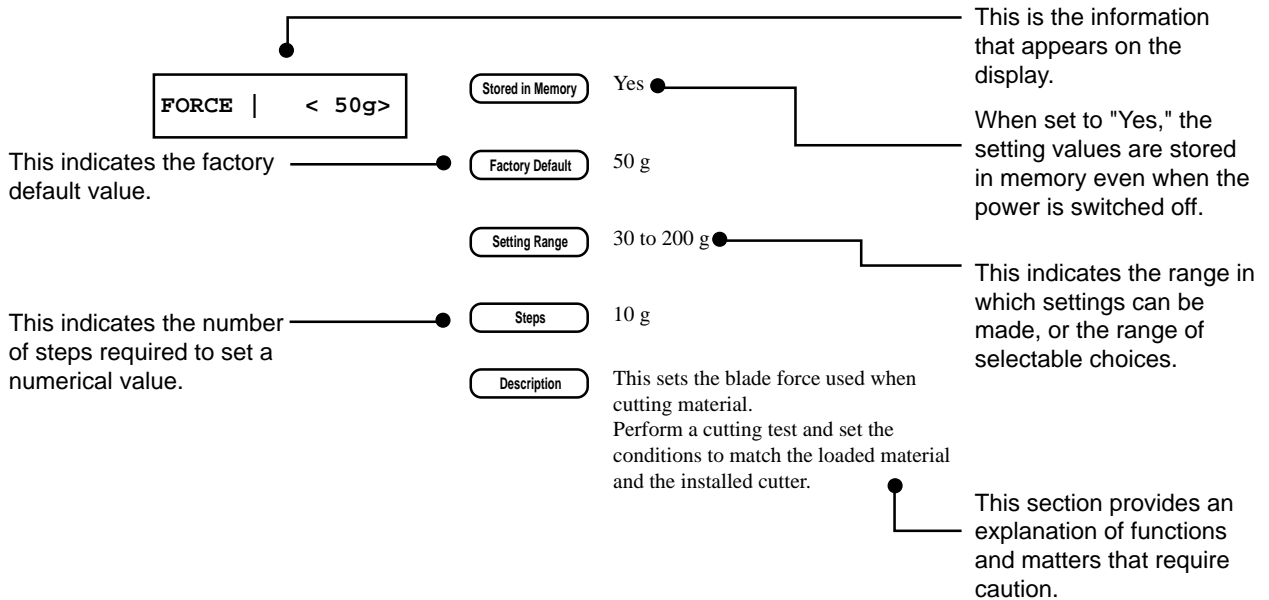 This is the information
that appears on the
display.
FORCE |   < 50g>
Stored in Memory
Yes
When set to "Yes," the
setting values are stored
in memory even when the
power is switched off.
This indicates the factory
default value.
Factory Default
50 g
Setting Range
30 to 200 g
This indicates the range in
which settings can be
made, or the range of
selectable choices.
This indicates the number
of steps required to set a
numerical value.
Steps
10 g
Description
This sets the blade force used when
cutting material.
Perform a cutting test and set the
conditions to match the loaded material
and the installed cutter.
This section provides an
explanation of functions
and matters that require
caution.